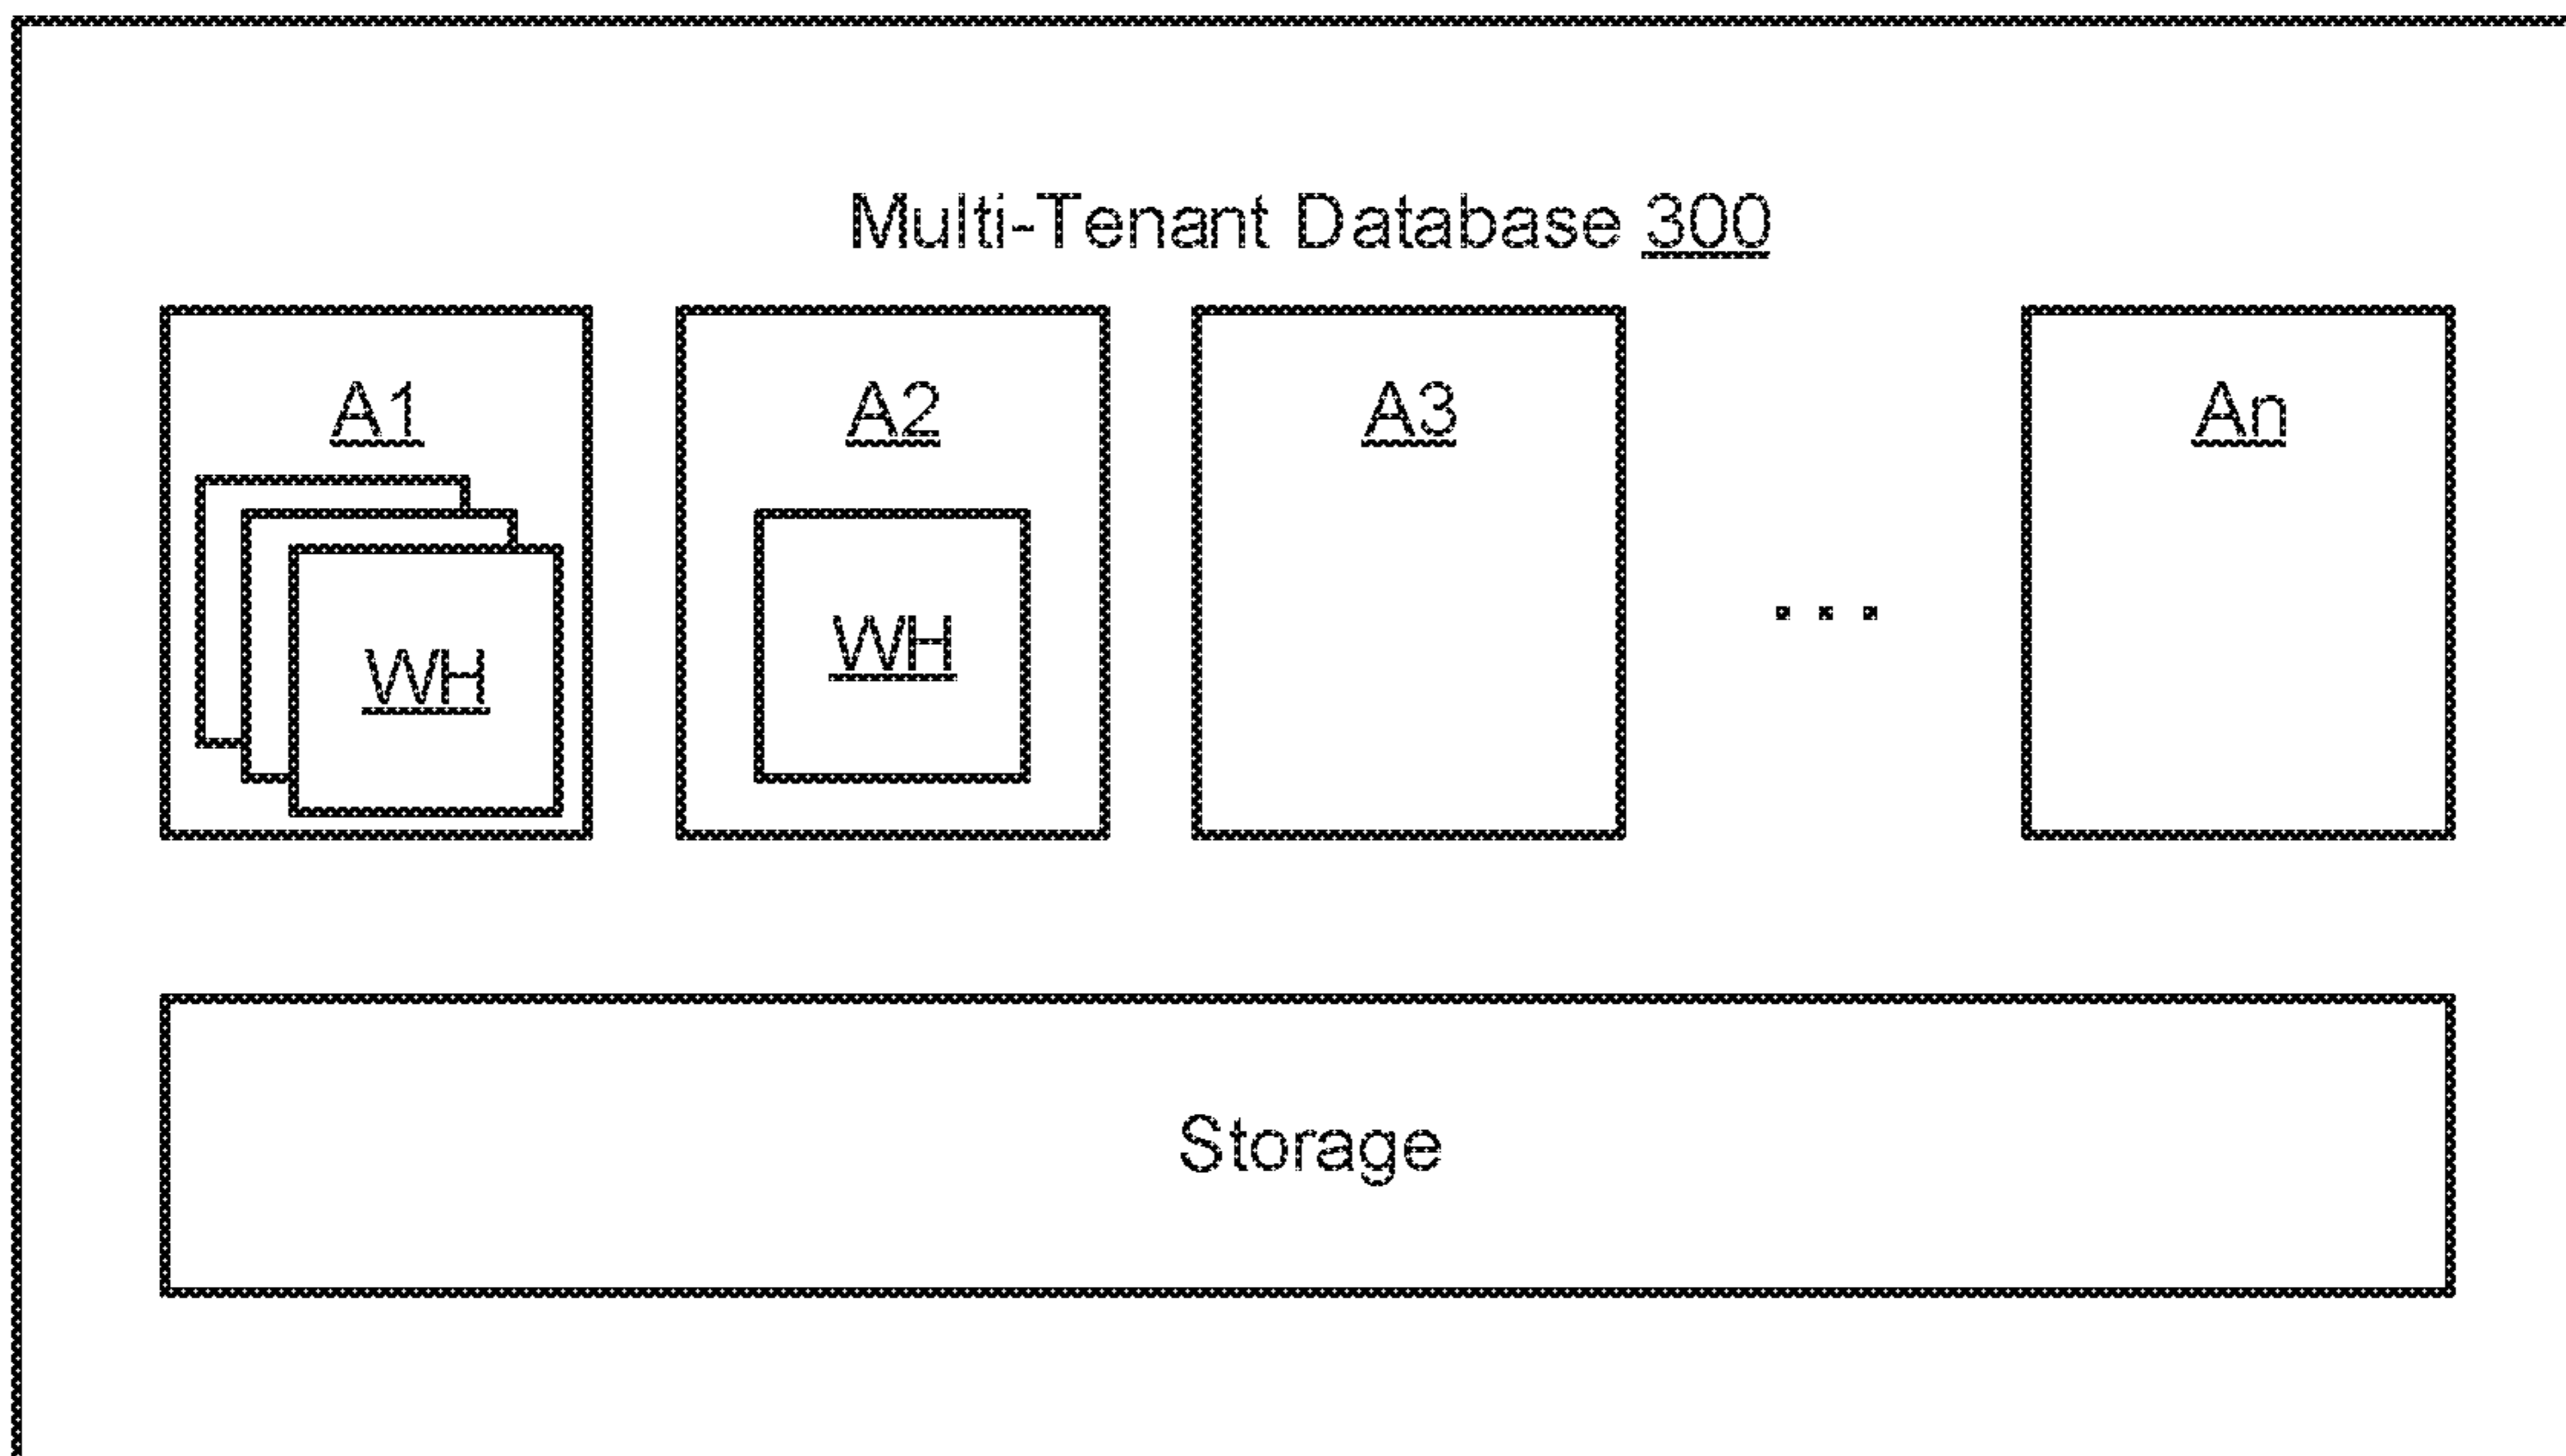 Multi-Tenant Database 300
A1 A2 A3 An
WH WH
...
Storage